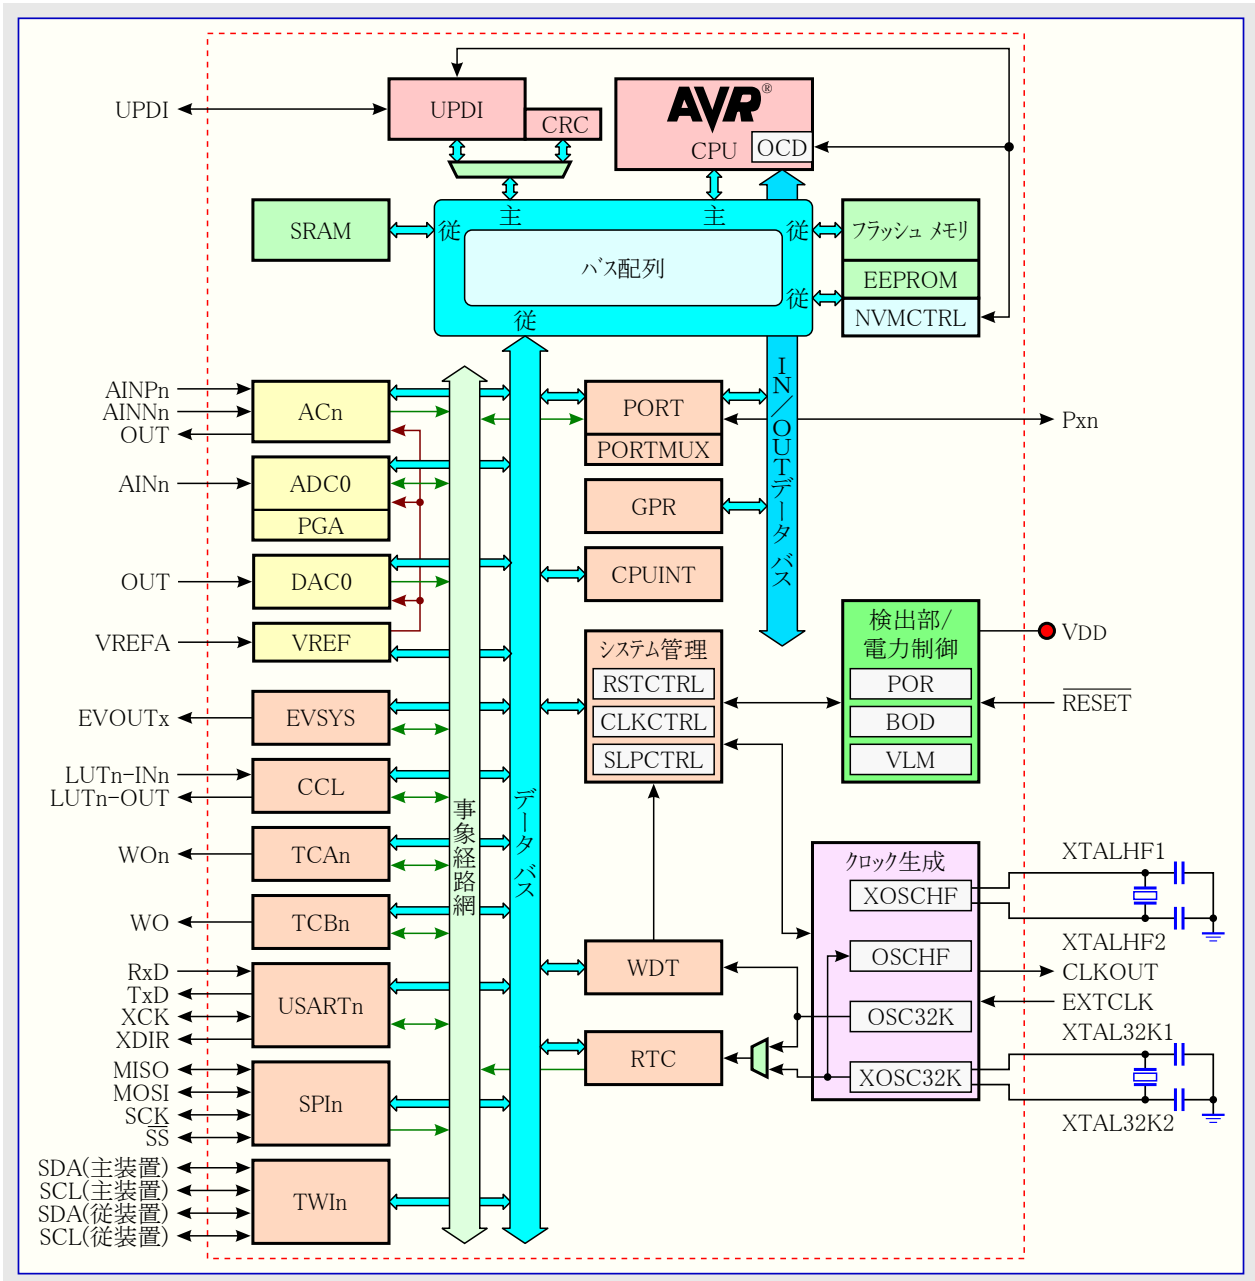 UPDI
UPDI
CRC
AVR®
CPU
OCD
SRAM
主
主
従
従
従
従
バス配列
フラッシュ メモリ
EEPROM
NVMCTRL
AINPn
AINNn
OUT
ACn
AINn
ADC0
PGA
OUT
DAC0
VREFA
VREF
EVOUTx
EVSYS
LUTn-INn
LUTn-OUT
CCL
WOn
TCAn
WO
TCBn
RxD
TxD
XCK
XDIR
USARTn
MISO
MOSI
SCK
SS
SPIn
SDA(主装置)
SCL(主装置)
SDA(従装置)
SCL(従装置)
TWIn
事象経路網
データ バス
IN/OUTデータ バス
PORT
PORTMUX
GPR
CPUINT
システム管理
RSTCTRL
CLKCTRL
SLPCTRL
WDT
RTC
Pxn
検出部/
電力制御
POR
BOD
VLM
VDD
RESET
クロック生成
XOSCHF
OSCHF
OSC32K
XOSC32K
XTALHF1
XTALHF2
CLKOUT
EXTCLK
XTAL32K1
XTAL32K2